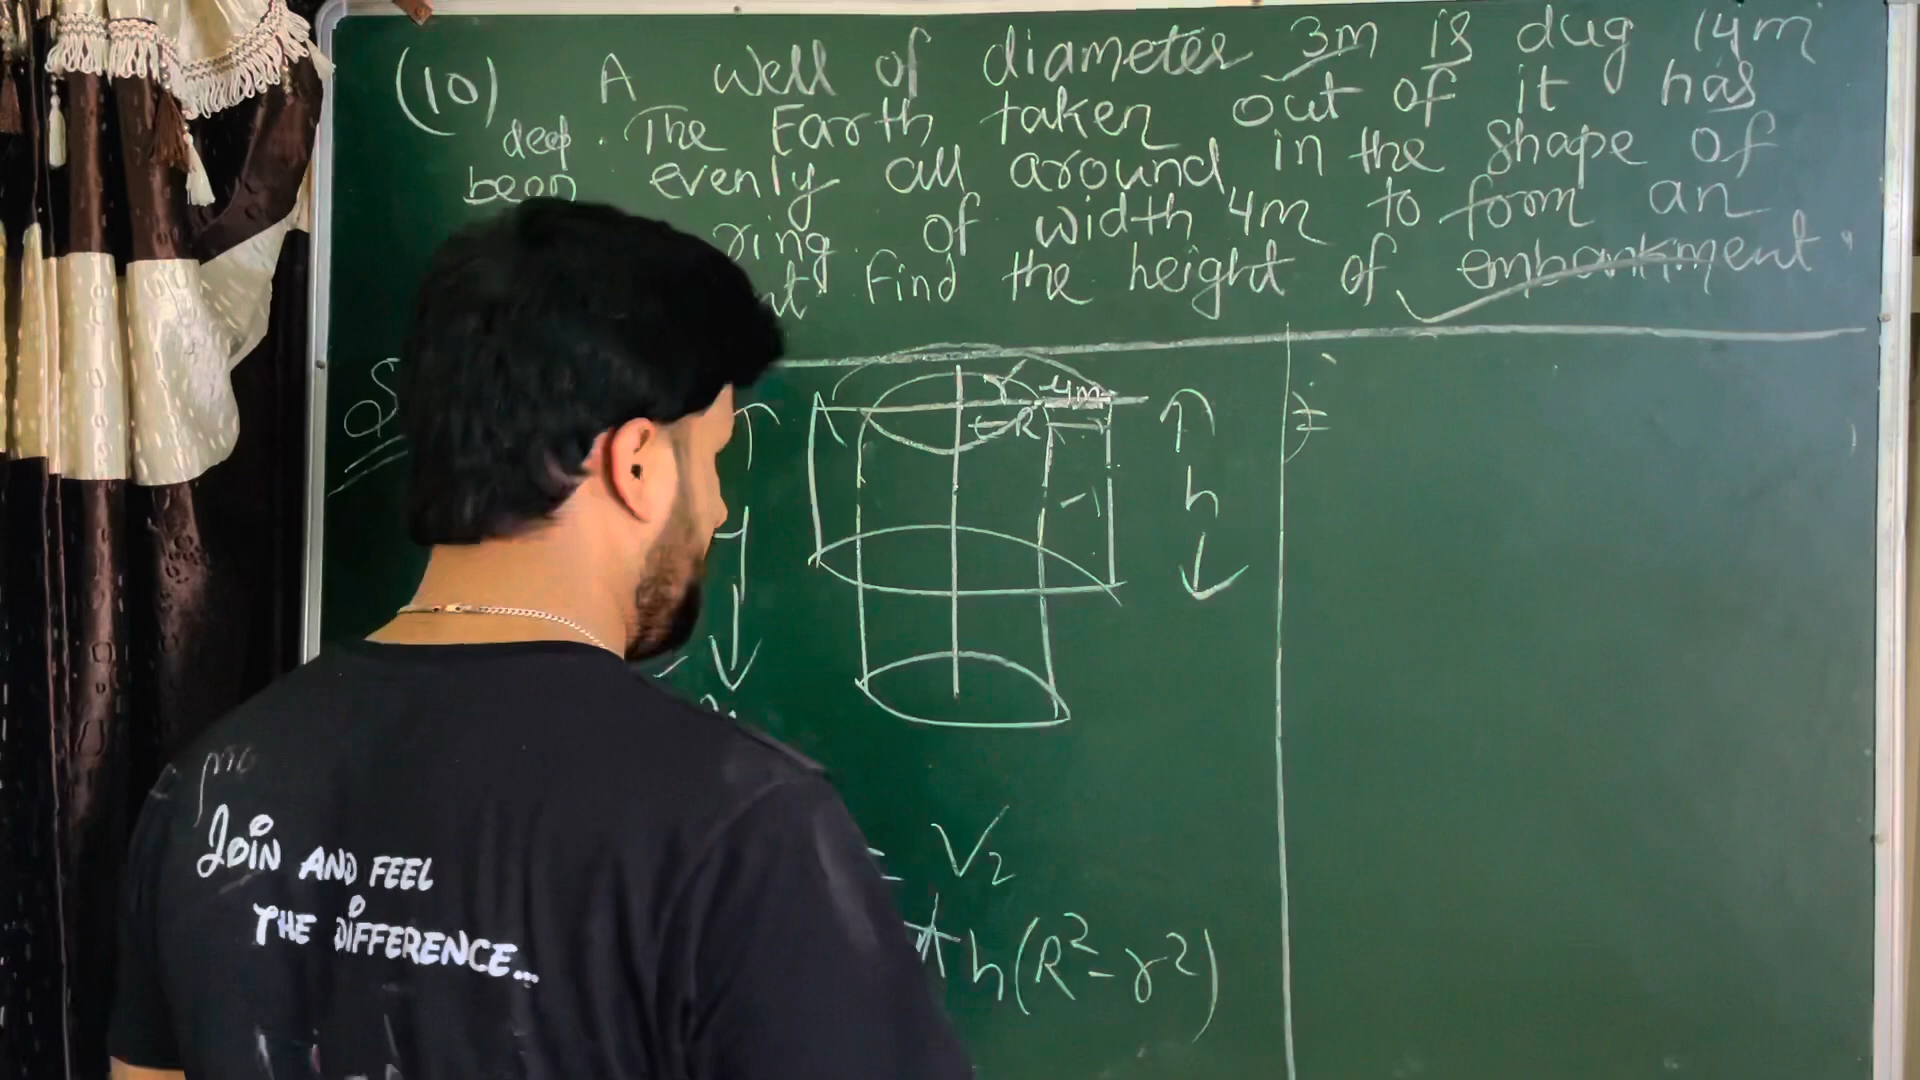 (10) A well of diameter 3m is dug 14m
deep. The Earth taken out of it has
been evenly all around in the shape of
ring of width 4m to form an
Find the height of embankment.
r 4m
R
h
= V2
πh(R²-r²)
JOIN AND FEEL
THE DIFFERENCE...